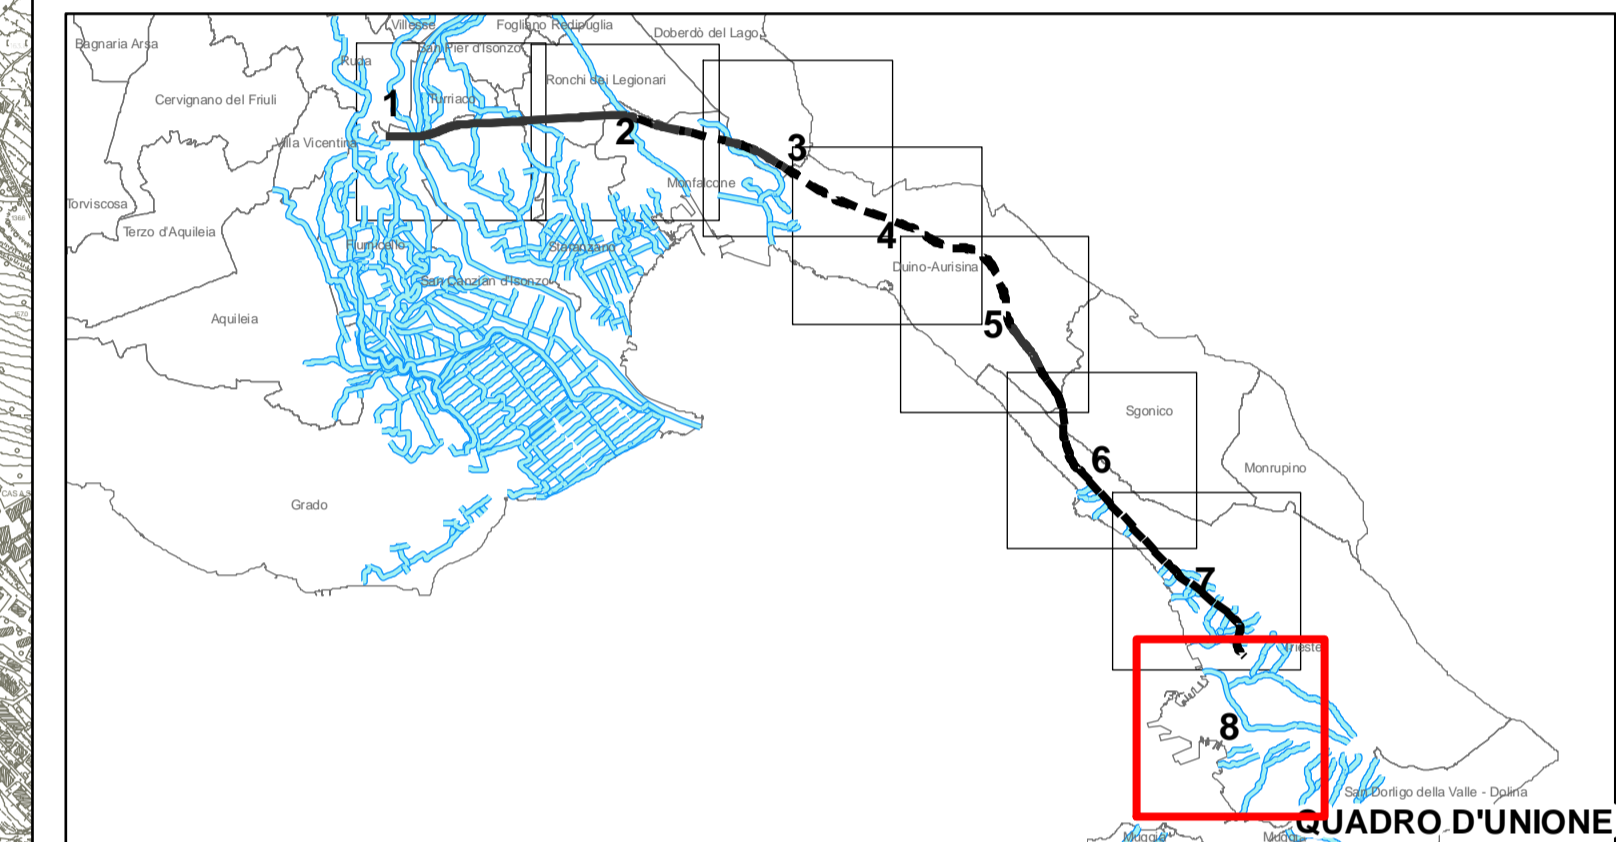 Villesse
Fogliano Redipuglia
Doberdò del Lago
Bagnaria Arsa
San Pier d'Isonzo
Ruda
Ronchi dei Legionari
Cervignano del Friuli
1
Turriaco
2
Villa Vicentina
3
Monfalcone
Torviscosa
Terzo d'Aquileia
4
Fiumicello
Staranzano
Duino-Aurisina
San Canzian d'Isonzo
Aquileia
5
Sgonico
6
Monrupino
Grado
7
Trieste
8
San Dorligo della Valle - Dolina
QUADRO D'UNIONE
Muggia